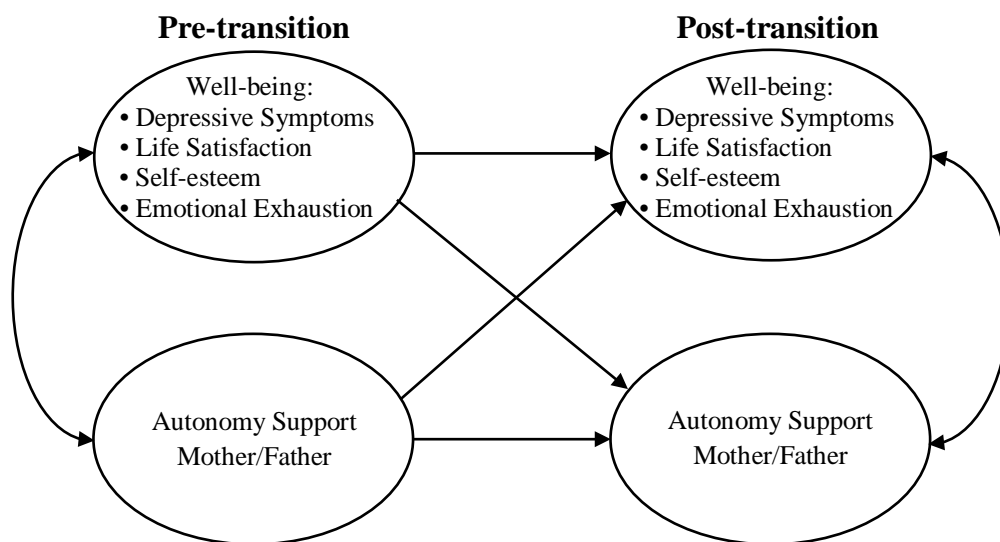 Pre-transition
Post-transition
Well-being:
• Depressive Symptoms
• Life Satisfaction
• Self-esteem
• Emotional Exhaustion
Well-being:
• Depressive Symptoms
• Life Satisfaction
• Self-esteem
• Emotional Exhaustion
Autonomy Support
Mother/Father
Autonomy Support
Mother/Father